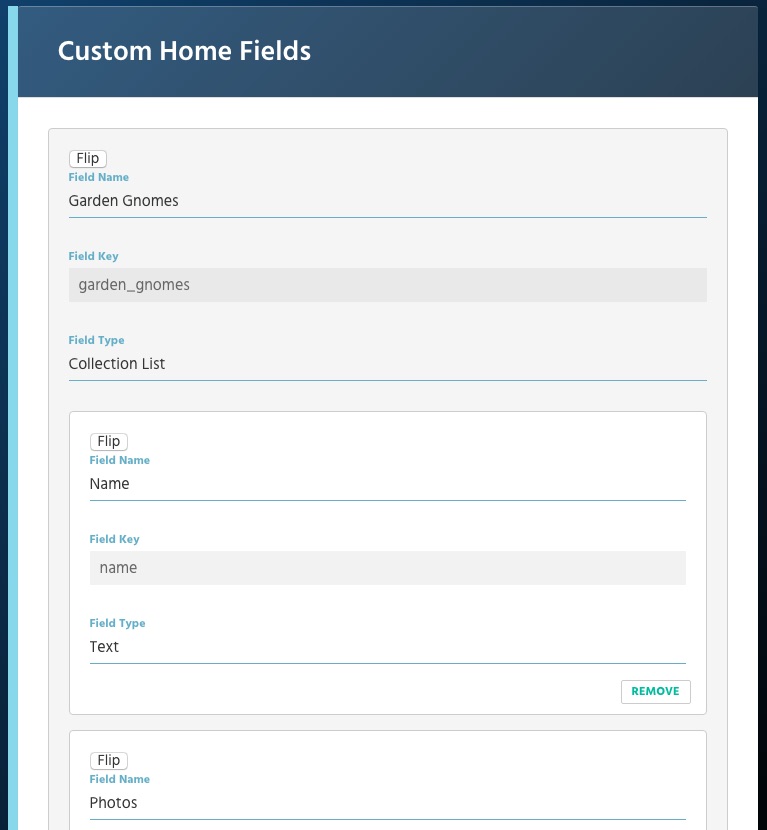 Custom Home Fields
Flip
Field Name
Garden Gnomes
Field Key
garden_gnomes
Field Type
Collection List
Flip
Field Name
Name
Field Key
name
Field Type
Text
REMOVE
Flip
Field Name
Photos